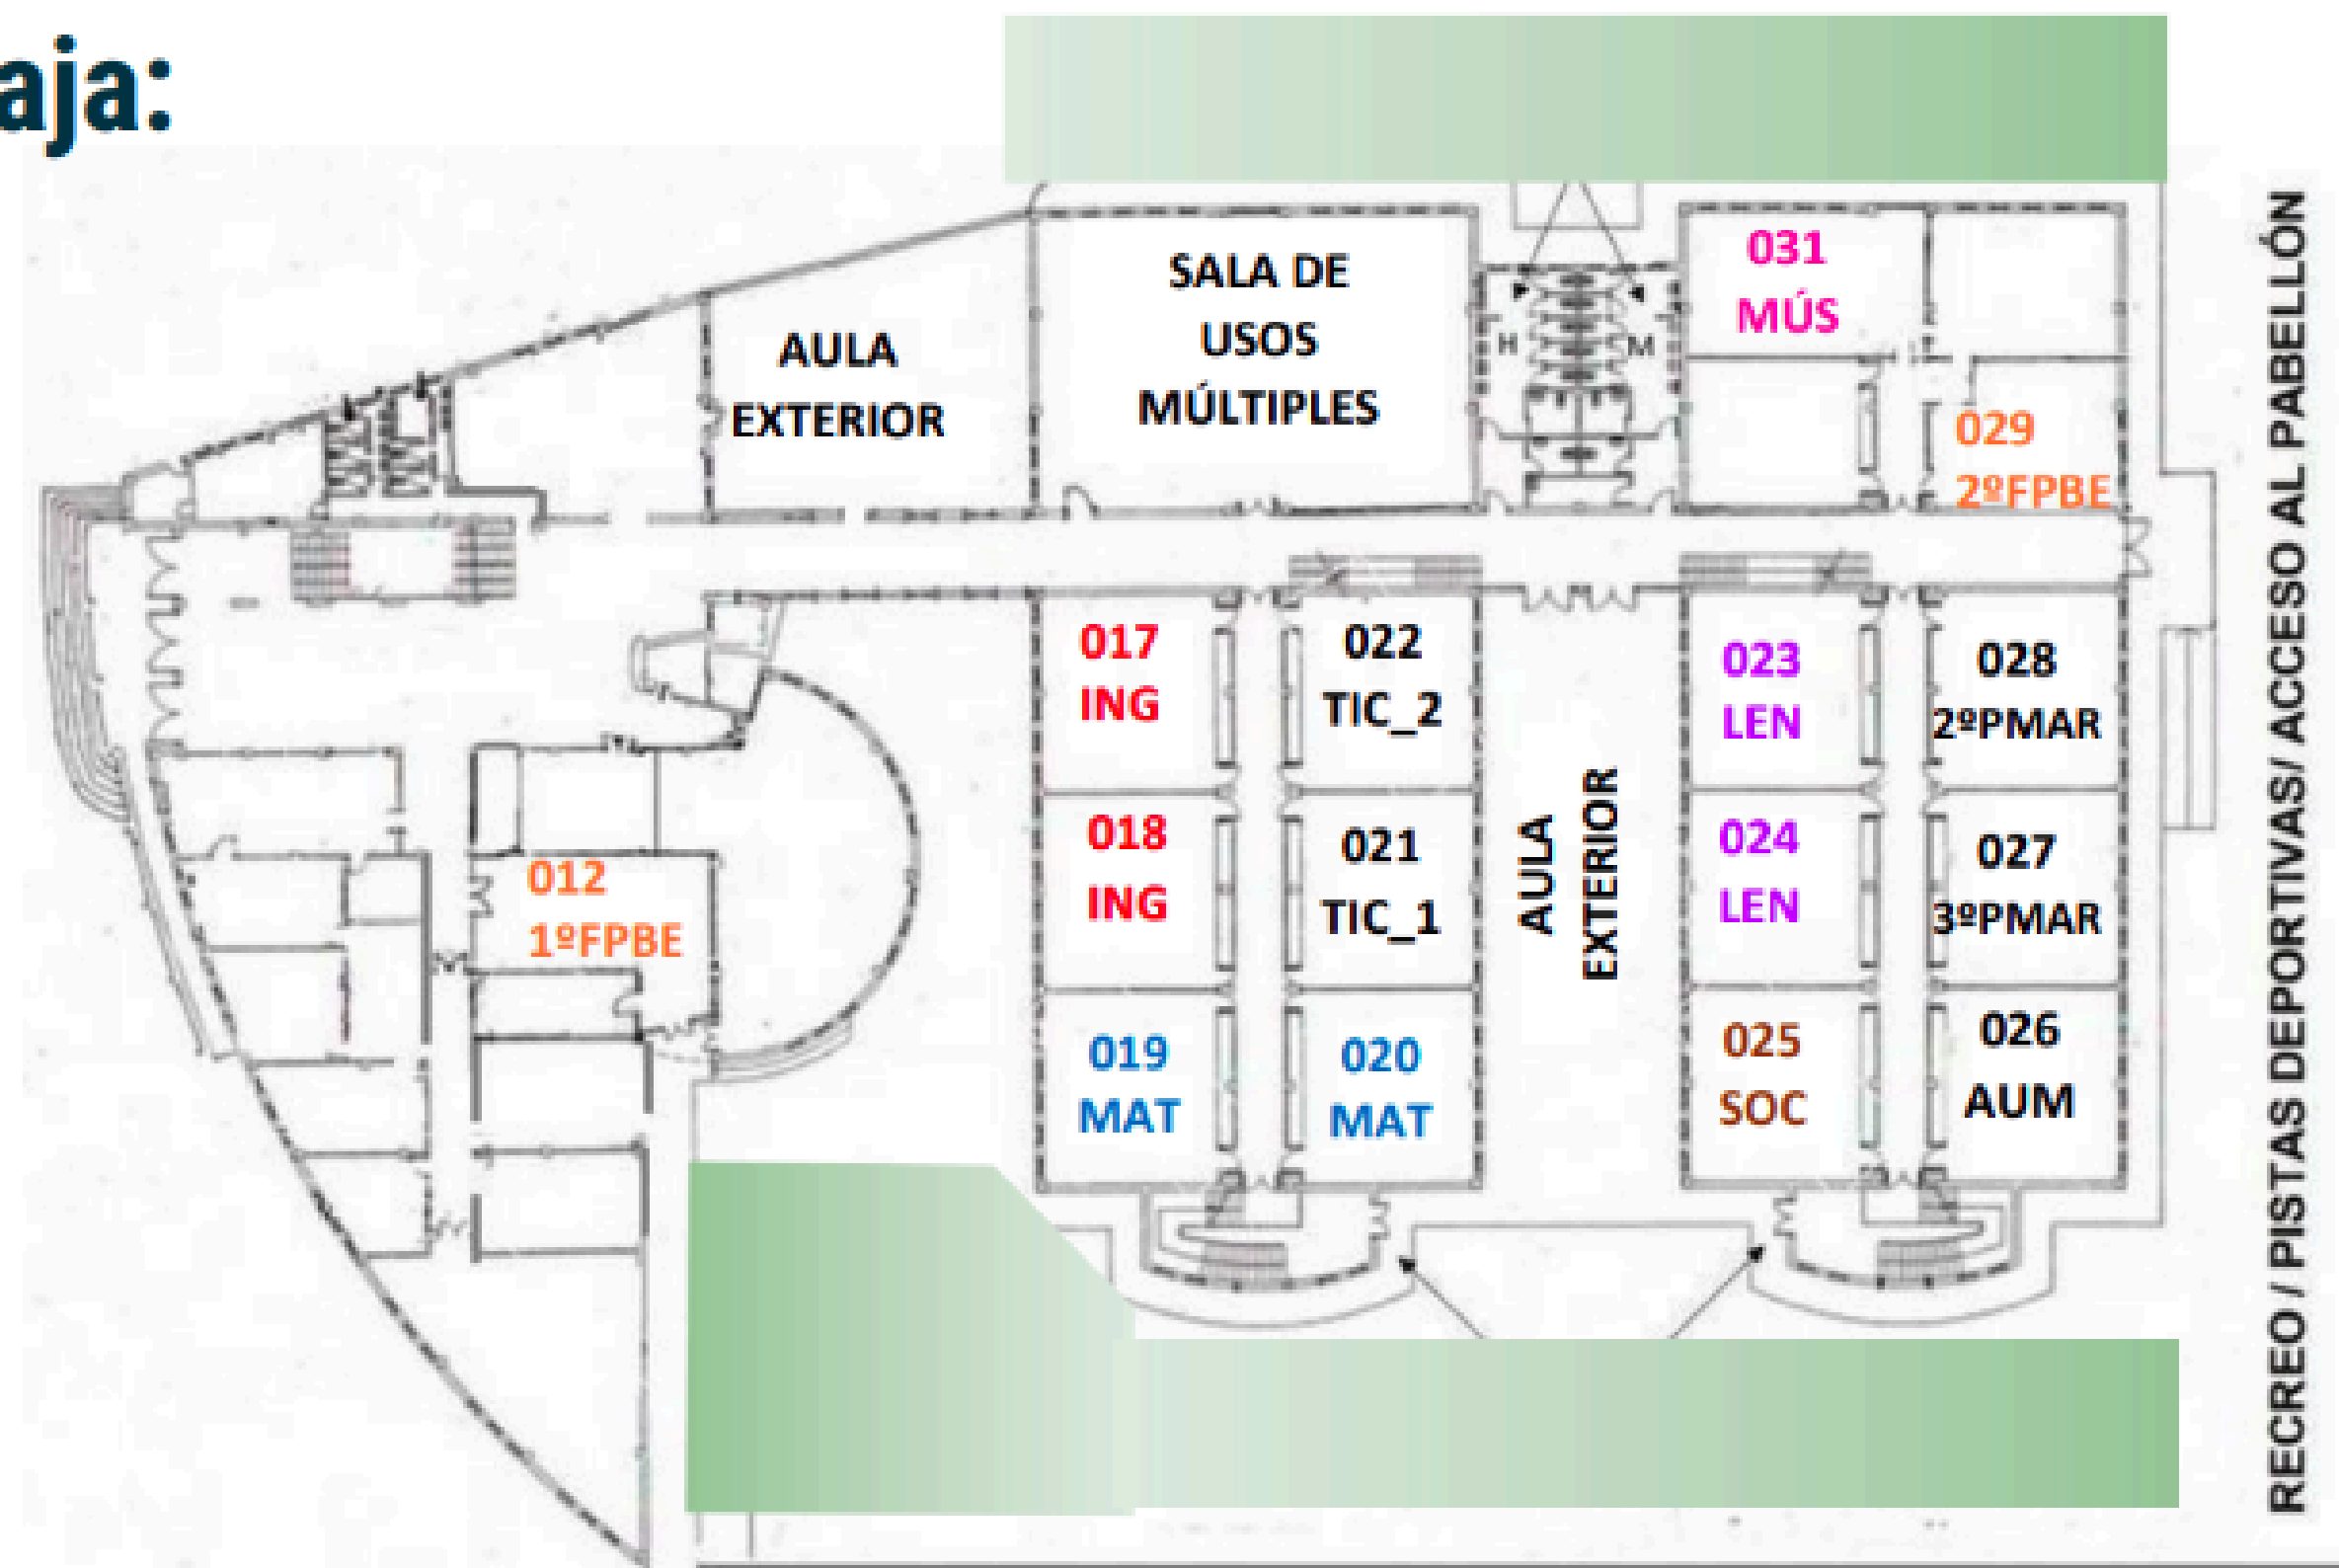 aja:
AULA
EXTERIOR
SALA DE
USOS
MÚLTIPLES
H
M
031
MÚS
029
2ºFPBE
017
ING
022
TIC_2
023
LEN
028
2ºPMAR
018
ING
021
TIC_1
AULA
EXTERIOR
024
LEN
027
3ºPMAR
012
1ºFPBE
019
MAT
020
MAT
025
SOC
026
AUM
RECREO / PISTAS DEPORTIVAS/ ACCESO AL PABELLÓN